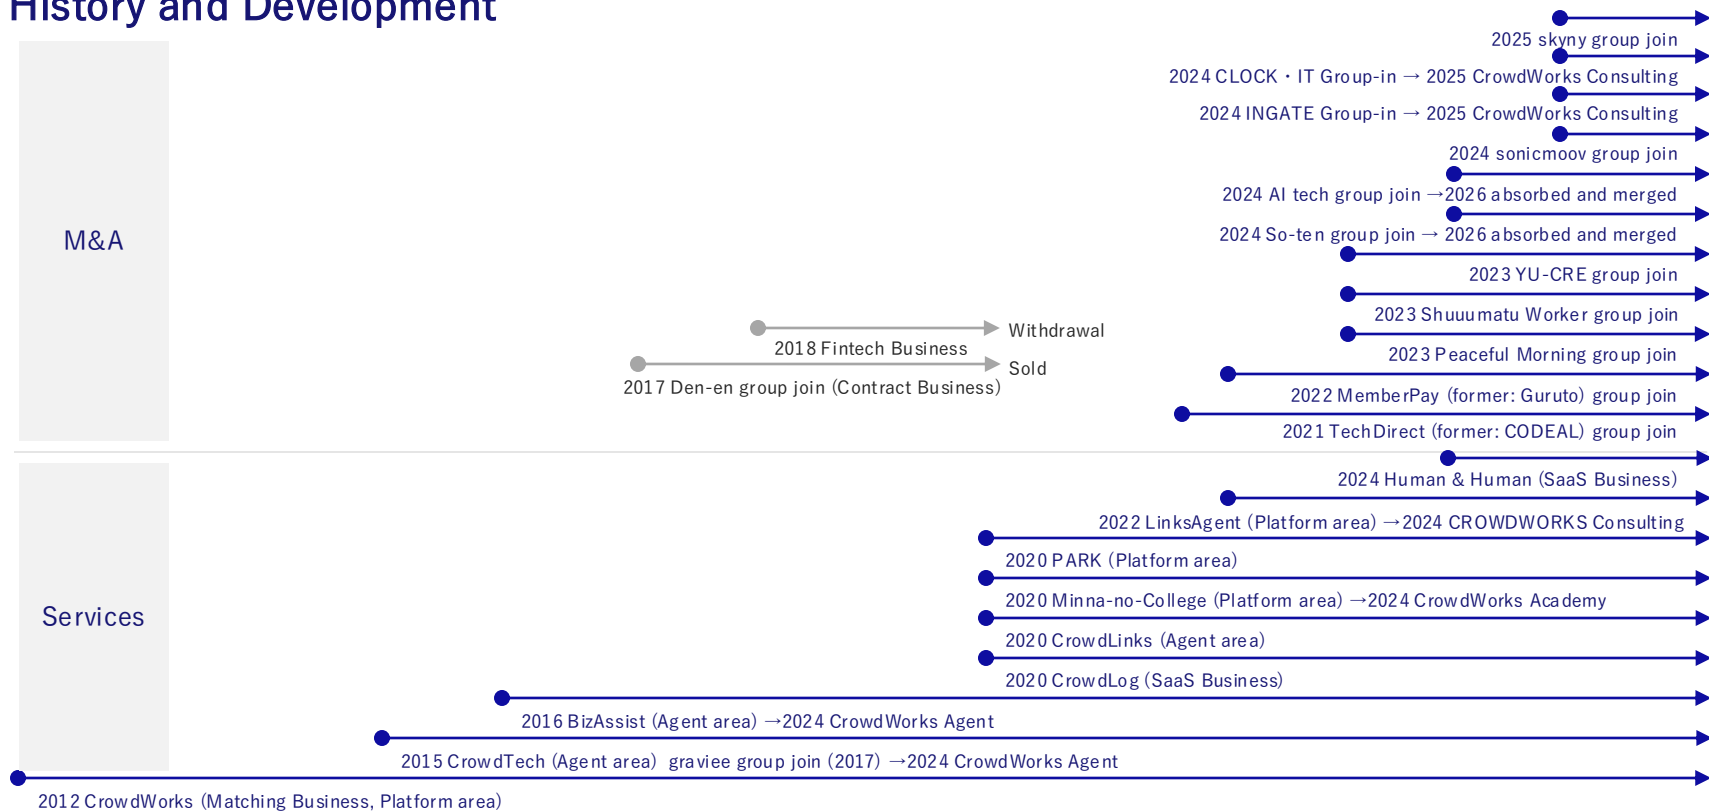 History and Development
2025 skyny group join
2024 CLOCK・IT Group-in → 2025 CrowdWorks Consulting
2024 INGATE Group-in → 2025 CrowdWorks Consulting
2024 sonicmoov group join
2024 AI tech group join →2026 absorbed and merged
2024 So-ten group join → 2026 absorbed and merged
M&A
2023 YU-CRE group join
2023 Shuuumatu Worker group join
Withdrawal
2018 Fintech Business
2023 Peaceful Morning group join
Sold
2017 Den-en group join (Contract Business)
2022 MemberPay (former: Guruto) group join
2021 TechDirect (former: CODEAL) group join
2024 Human & Human (SaaS Business)
2022 LinksAgent (Platform area) →2024 CROWDWORKS Consulting
2020 PARK (Platform area)
2020 Minna-no-College (Platform area) →2024 CrowdWorks Academy
Services
2020 CrowdLinks (Agent area)
2020 CrowdLog (SaaS Business)
2016 BizAssist (Agent area) →2024 CrowdWorks Agent
2015 CrowdTech (Agent area) graviee group join (2017) →2024 CrowdWorks Agent
2012 CrowdWorks (Matching Business, Platform area)